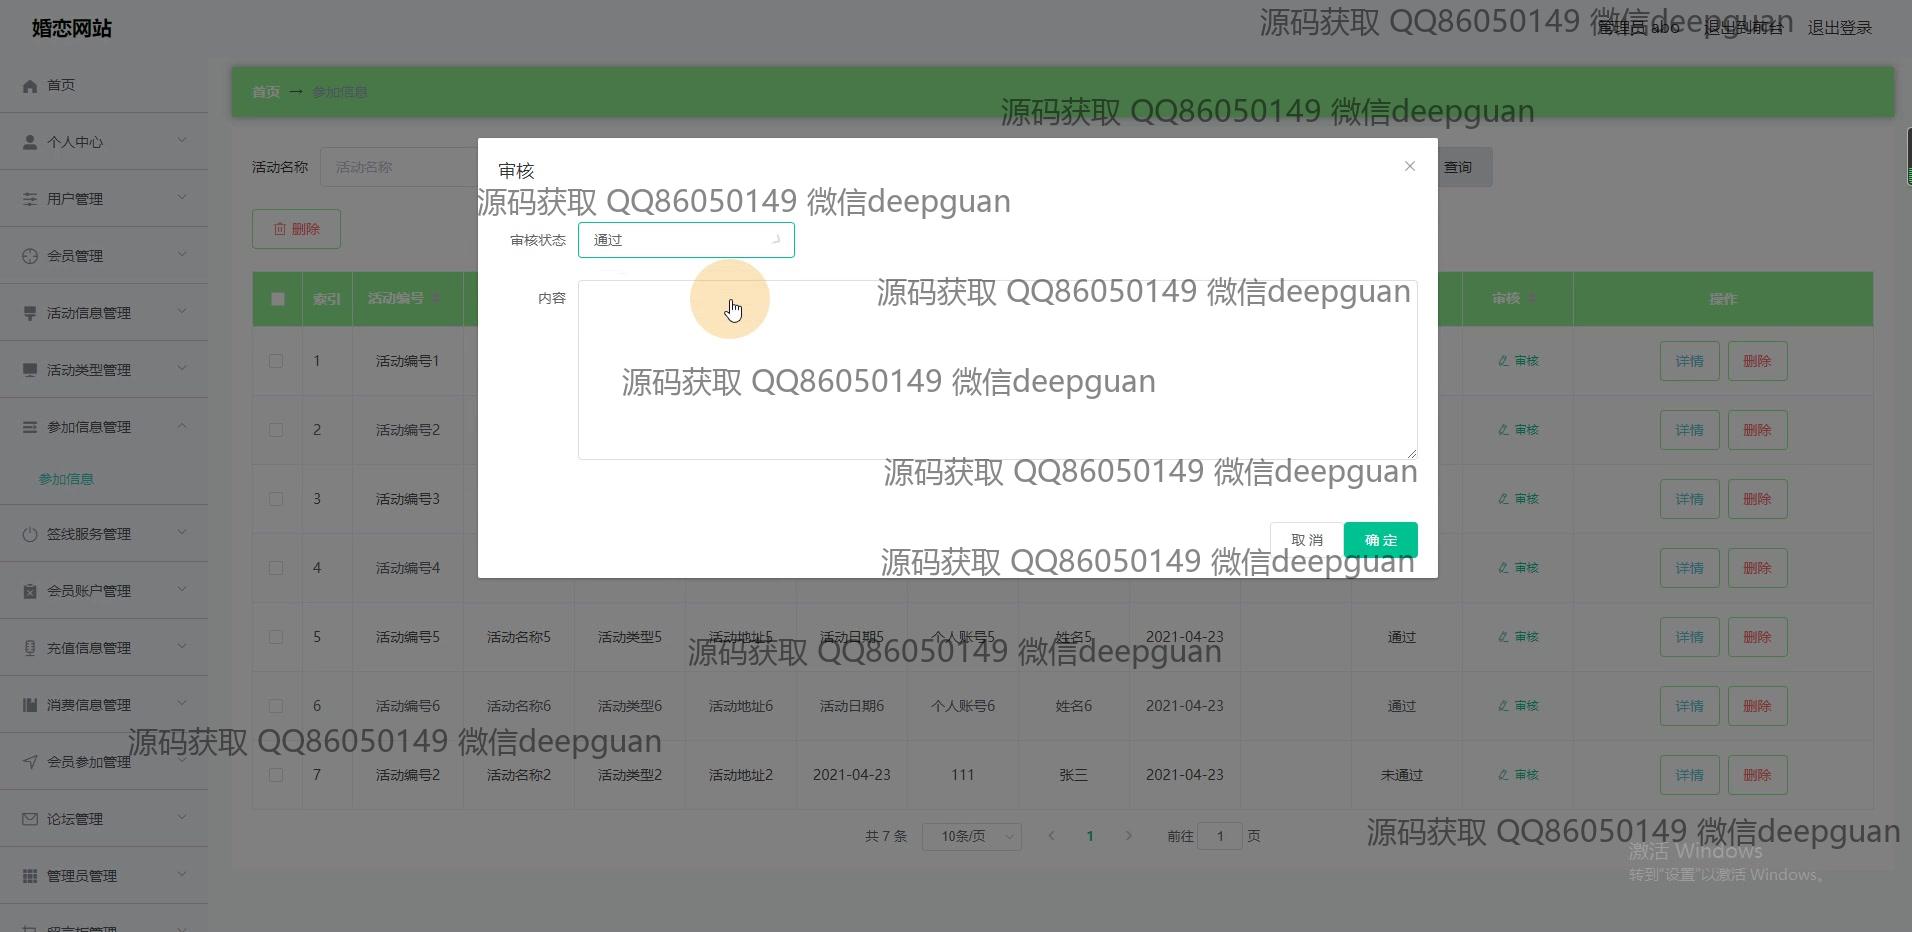 婚恋网站
源码获取 QQ86050149 微信deepguan
管理员 abo 退出到前台 退出登录
首页
首页 → 参加信息
源码获取 QQ86050149 微信deepguan
个人中心
活动名称 活动名称 查询
审核
源码获取 QQ86050149 微信deepguan
用户管理
删除
审核状态 通过
会员管理
内容
源码获取 QQ86050149 微信deepguan
索引 活动编号 审核 操作
活动信息管理
1 活动编号1 审核 详情 删除
活动类型管理
源码获取 QQ86050149 微信deepguan
2 活动编号2 审核 详情 删除
参加信息管理
源码获取 QQ86050149 微信deepguan
参加信息
3 活动编号3 审核 详情 删除
签线服务管理
取消 确定
源码获取 QQ86050149 微信deepguan
4 活动编号4 审核 详情 删除
会员账户管理
5 活动编号5 活动名称5 活动类型5 活动地址5 活动日期5 个人账号5 姓名5 2021-04-23 通过 审核 详情 删除
充值信息管理
源码获取 QQ86050149 微信deepguan
6 活动编号6 活动名称6 活动类型6 活动地址6 活动日期6 个人账号6 姓名6 2021-04-23 通过 审核 详情 删除
消费信息管理
源码获取 QQ86050149 微信deepguan
会员参加管理
7 活动编号2 活动名称2 活动类型2 活动地址2 2021-04-23 111 张三 2021-04-23 未通过 审核 详情 删除
论坛管理
共 7 条 10条/页 1 前往 1 页
源码获取 QQ86050149 微信deepguan
激活 Windows
转到"设置"以激活 Windows。
管理员管理
留言板管理